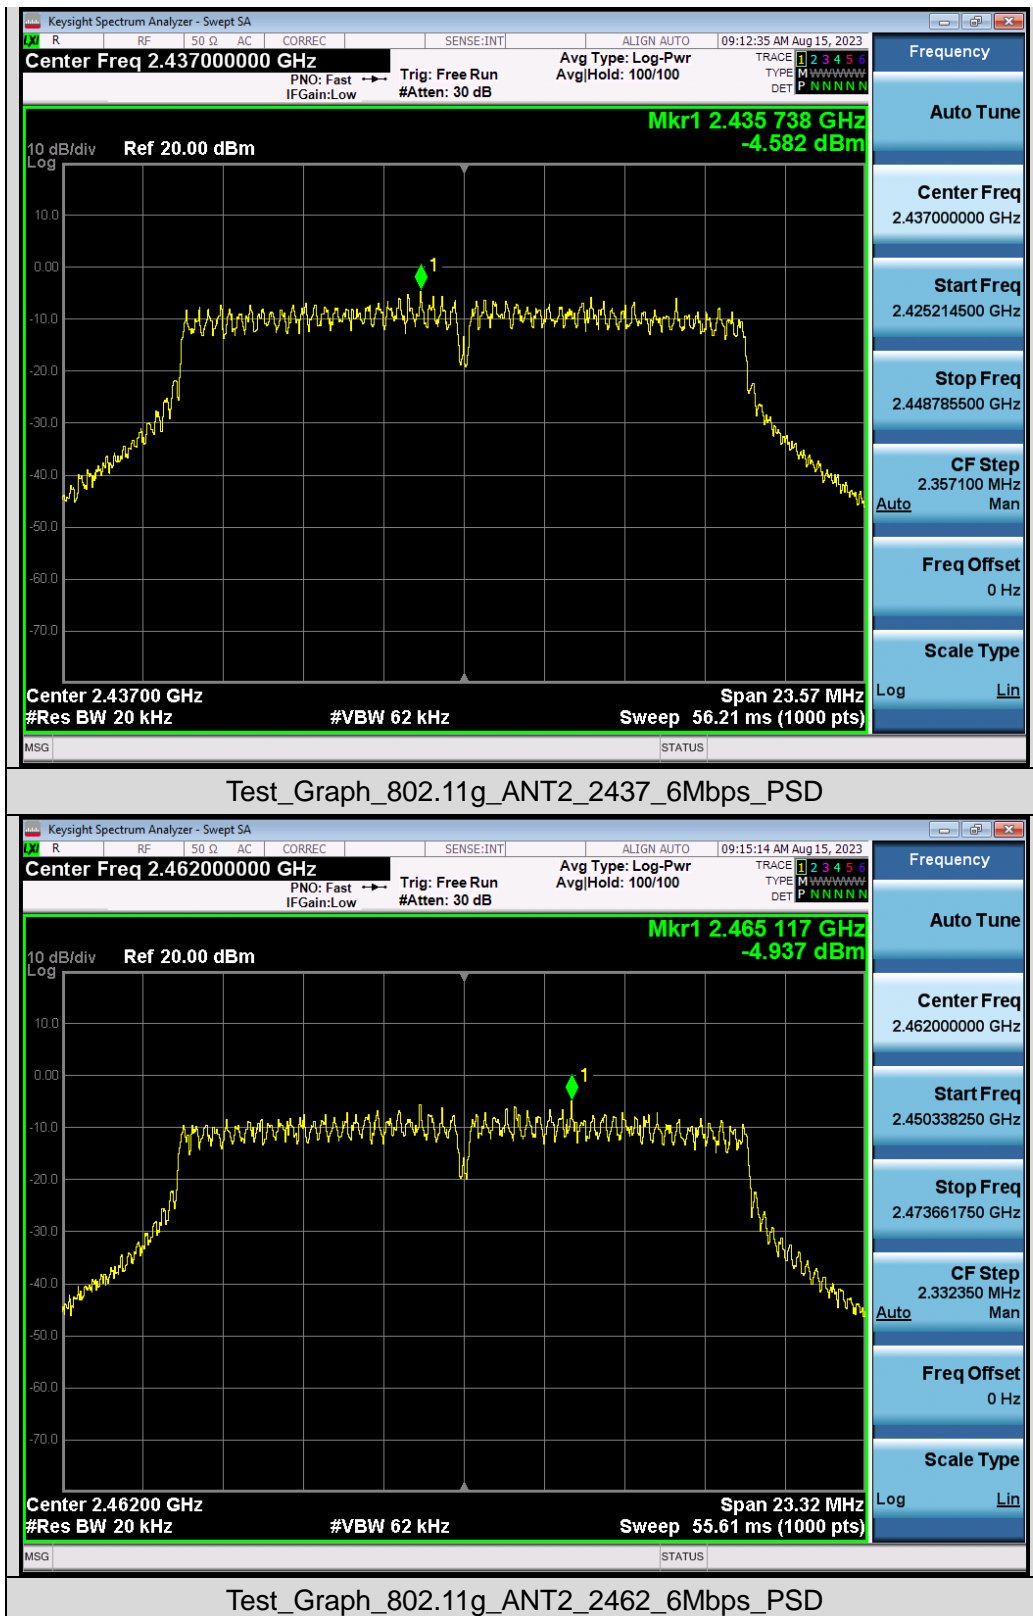 Keysight Spectrum Analyzer - Swept SA
LXI R RF 50 Ω AC CORREC SENSE:INT ALIGN AUTO 09:12:35 AM Aug 15, 2023
Center Freq 2.437000000 GHz
PNO: Fast
IFGain:Low
Trig: Free Run
#Atten: 30 dB
Avg Type: Log-Pwr
Avg|Hold: 100/100
TRACE 1 2 3 4 5 6
TYPE M WWWWW
DET P N N N N N
Mkr1 2.435 738 GHz
-4.582 dBm
10 dB/div Ref 20.00 dBm
Log
10.0
0.00
-10.0
-20.0
-30.0
-40.0
-50.0
-60.0
-70.0
1
Center 2.43700 GHz Span 23.57 MHz
#Res BW 20 kHz #VBW 62 kHz Sweep 56.21 ms (1000 pts)
MSG STATUS
Frequency
Auto Tune
Center Freq
2.437000000 GHz
Start Freq
2.425214500 GHz
Stop Freq
2.448785500 GHz
CF Step
2.357100 MHz
Auto Man
Freq Offset
0 Hz
Scale Type
Log Lin
Test_Graph_802.11g_ANT2_2437_6Mbps_PSD
Keysight Spectrum Analyzer - Swept SA
LXI R RF 50 Ω AC CORREC SENSE:INT ALIGN AUTO 09:15:14 AM Aug 15, 2023
Center Freq 2.462000000 GHz
PNO: Fast
IFGain:Low
Trig: Free Run
#Atten: 30 dB
Avg Type: Log-Pwr
Avg|Hold: 100/100
TRACE 1 2 3 4 5 6
TYPE M WWWWW
DET P N N N N N
Mkr1 2.465 117 GHz
-4.937 dBm
10 dB/div Ref 20.00 dBm
Log
10.0
0.00
-10.0
-20.0
-30.0
-40.0
-50.0
-60.0
-70.0
1
Center 2.46200 GHz Span 23.32 MHz
#Res BW 20 kHz #VBW 62 kHz Sweep 55.61 ms (1000 pts)
MSG STATUS
Frequency
Auto Tune
Center Freq
2.462000000 GHz
Start Freq
2.450338250 GHz
Stop Freq
2.473661750 GHz
CF Step
2.332350 MHz
Auto Man
Freq Offset
0 Hz
Scale Type
Log Lin
Test_Graph_802.11g_ANT2_2462_6Mbps_PSD